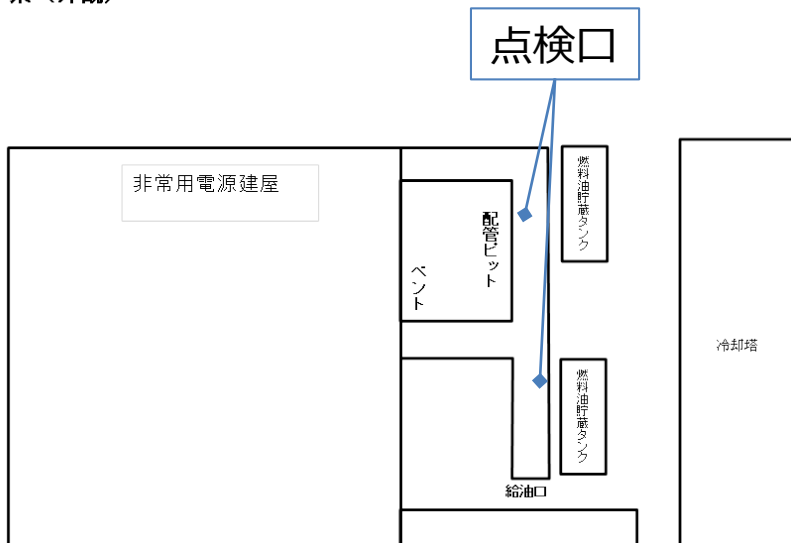 点検口
非常用電源建屋
燃料油貯蔵タンク
配管ピット
ベント
冷却塔
燃料油貯蔵タンク
給油口